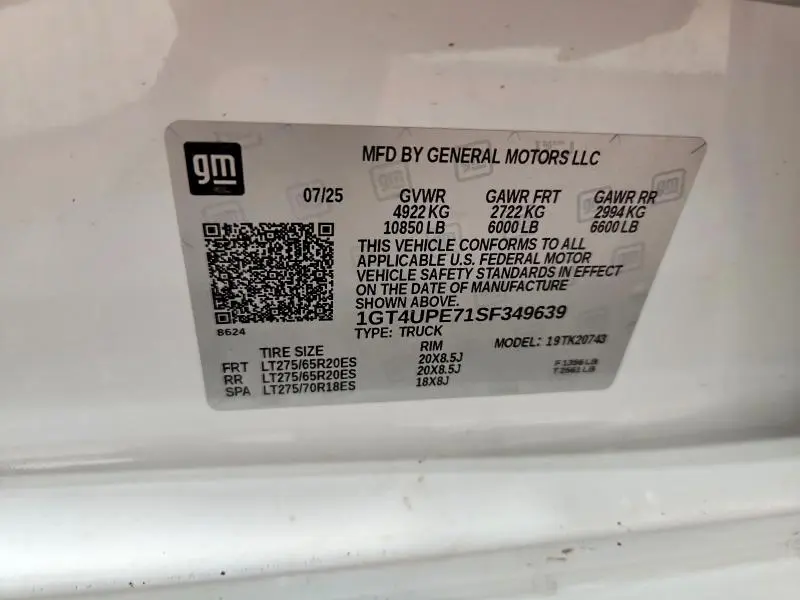 gm
MFD BY GENERAL MOTORS LLC
07/25 GVWR GAWR FRT GAWR RR
4922 KG 2722 KG 2994 KG
10850 LB 6000 LB 6600 LB
THIS VEHICLE CONFORMS TO ALL
APPLICABLE U.S. FEDERAL MOTOR
VEHICLE SAFETY STANDARDS IN EFFECT
ON THE DATE OF MANUFACTURE
SHOWN ABOVE.
1GT4UPE71SF349639
8624
TYPE: TRUCK MODEL: 19TK20743
TIRE SIZE RIM
FRT LT275/65R20ES 20X8.5J
RR LT275/65R20ES 20X8.5J
SPA LT275/70R18ES 18X8J